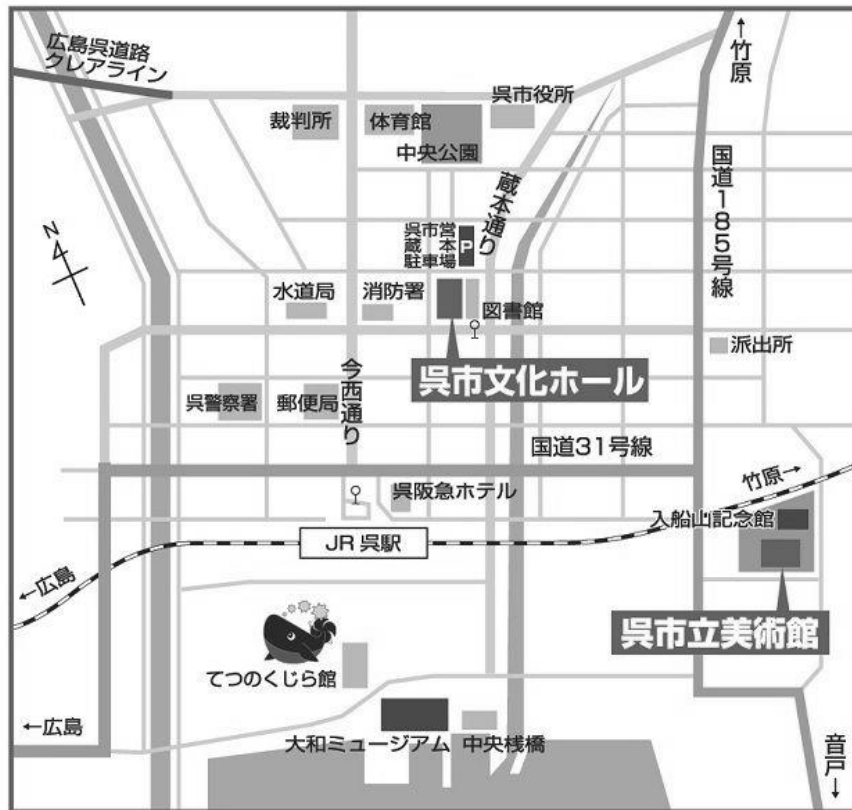 広島呉道路
クレアライン
↑竹原
裁判所
体育館
呉市役所
中央公園
蔵本通り
国道185号線
N
呉市営
蔵本
駐車場
P
水道局
消防署
図書館
派出所
呉市文化ホール
呉警察署
郵便局
今西通り
国道31号線
竹原→
呉阪急ホテル
入船山記念館
JR 呉駅
←広島
呉市立美術館
てつのくじら館
←広島
大和ミュージアム
中央桟橋
音戸↓